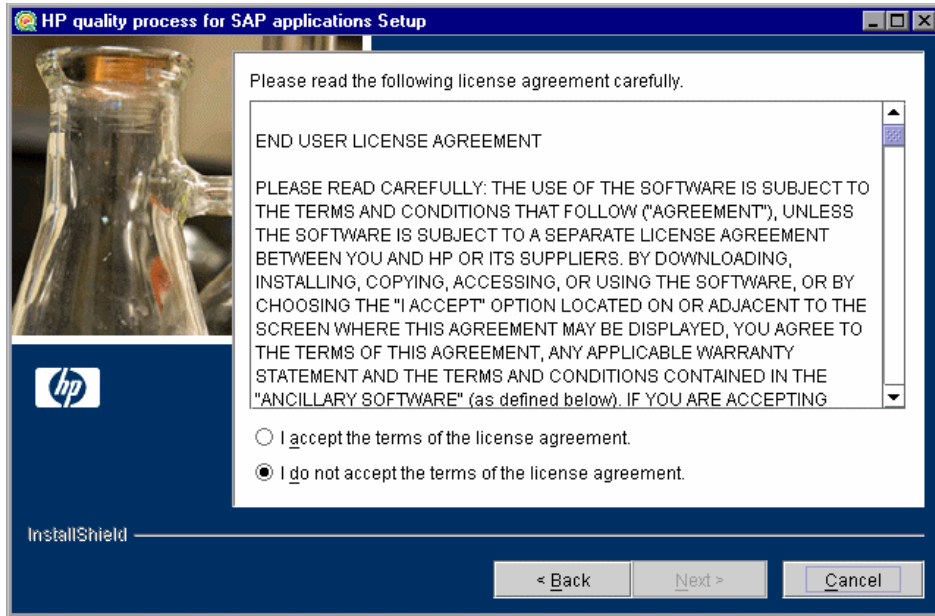 HP quality process for SAP applications Setup
Please read the following license agreement carefully.
END USER LICENSE AGREEMENT
PLEASE READ CAREFULLY: THE USE OF THE SOFTWARE IS SUBJECT TO
THE TERMS AND CONDITIONS THAT FOLLOW ("AGREEMENT"), UNLESS
THE SOFTWARE IS SUBJECT TO A SEPARATE LICENSE AGREEMENT
BETWEEN YOU AND HP OR ITS SUPPLIERS. BY DOWNLOADING,
INSTALLING, COPYING, ACCESSING, OR USING THE SOFTWARE, OR BY
CHOOSING THE "I ACCEPT" OPTION LOCATED ON OR ADJACENT TO THE
SCREEN WHERE THIS AGREEMENT MAY BE DISPLAYED, YOU AGREE TO
THE TERMS OF THIS AGREEMENT, ANY APPLICABLE WARRANTY
STATEMENT AND THE TERMS AND CONDITIONS CONTAINED IN THE
"ANCILLARY SOFTWARE" (as defined below). IF YOU ARE ACCEPTING
hp
I accept the terms of the license agreement.
I do not accept the terms of the license agreement.
InstallShield
< Back
Next >
Cancel